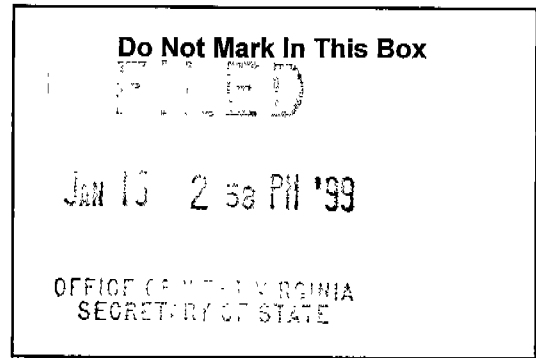 Do Not Mark In This Box
FILED
JAN 2 58 PM '99
OFFICE OF WEST VIRGINIA
SECRETARY OF STATE